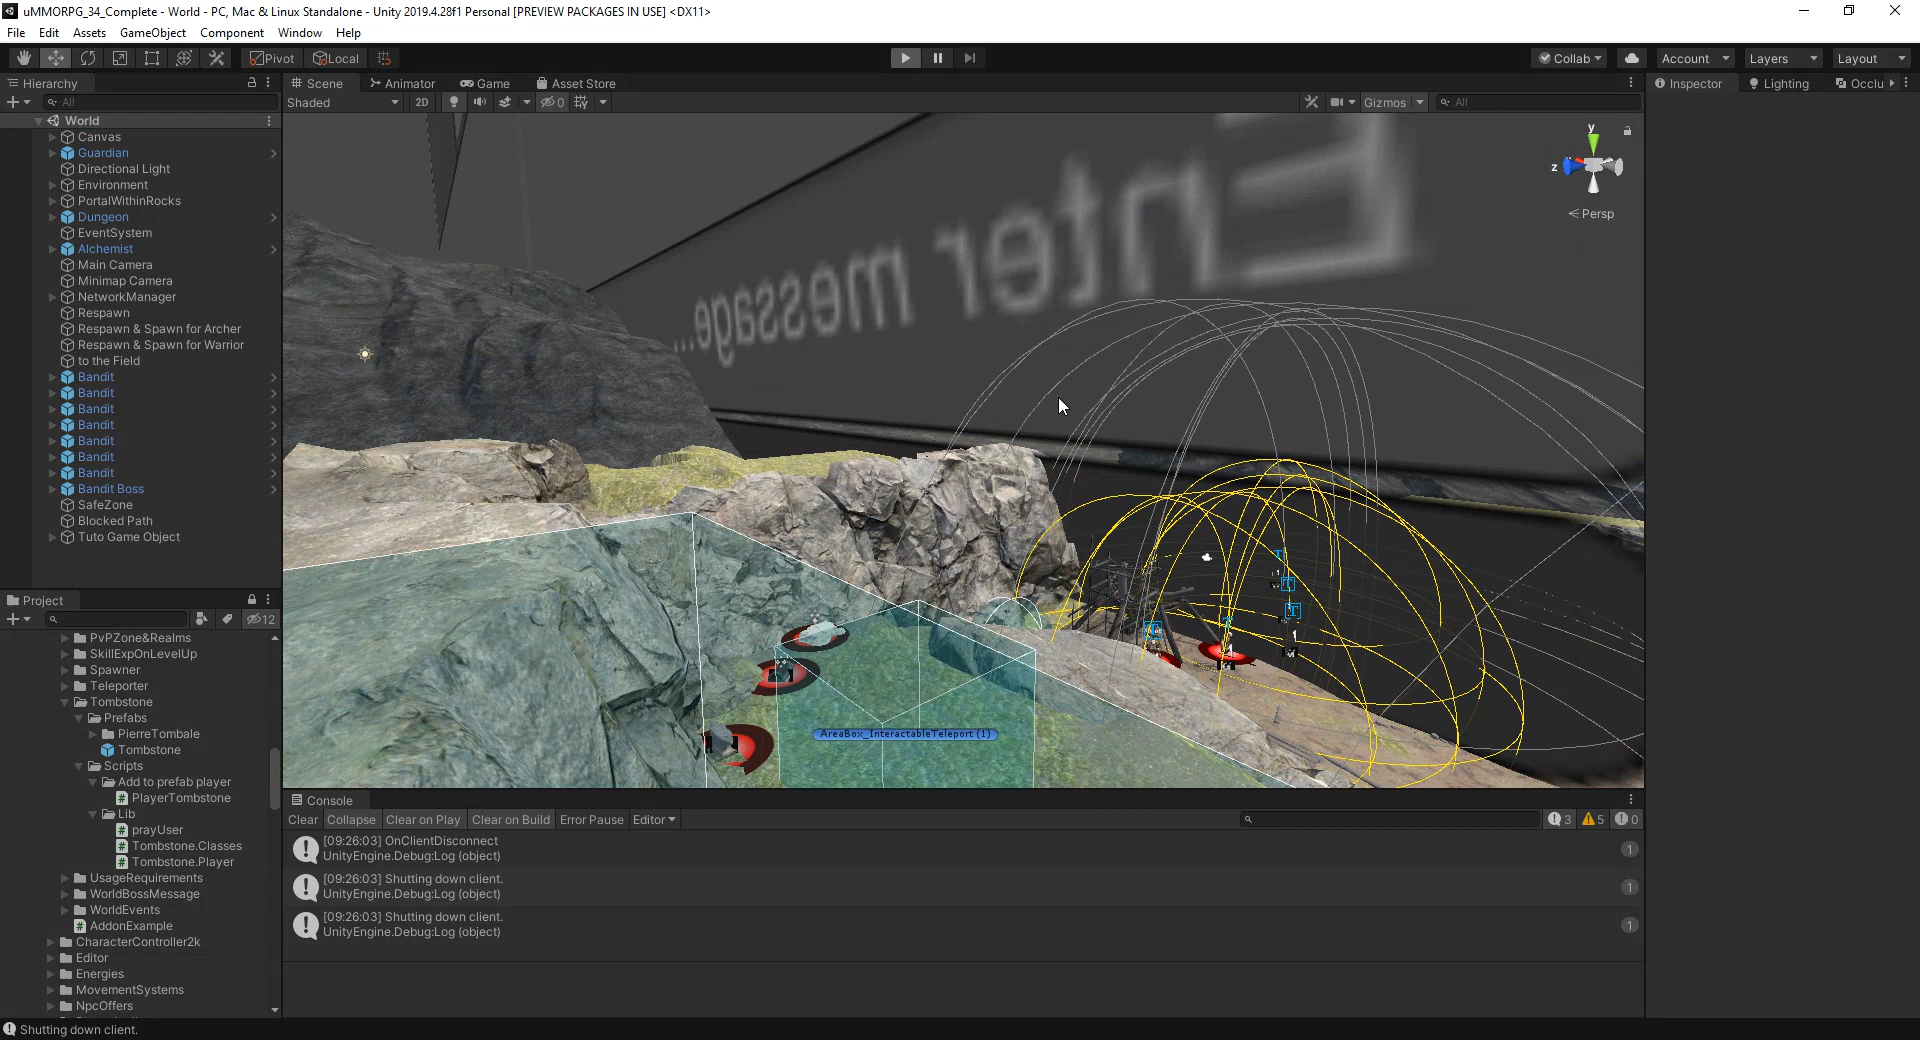 uMMORPG_34_Complete - World - PC, Mac & Linux Standalone - Unity 2019.4.28f1 Personal [PREVIEW PACKAGES IN USE] <DX11>
File Edit Assets GameObject Component Window Help
Pivot Local Collab Account Layers Layout
Hierarchy
All
World
Canvas
Guardian
Directional Light
Environment
PortalWithinRocks
Dungeon
EventSystem
Alchemist
Main Camera
Minimap Camera
NetworkManager
Respawn
Respawn & Spawn for Archer
Respawn & Spawn for Warrior
to the Field
Bandit
Bandit
Bandit
Bandit
Bandit
Bandit
Bandit
Bandit Boss
SafeZone
Blocked Path
Tuto Game Object
Scene Animator Game Asset Store
Shaded 2D 0 Gizmos All
y
z
Persp
Enter message...
AreaBox_InteractableTeleport (1)
Inspector Lighting Occlu
Project
12
PvPZone&Realms
SkillExpOnLevelUp
Spawner
Teleporter
Tombstone
Prefabs
PierreTombale
Tombstone
Scripts
Add to prefab player
PlayerTombstone
Lib
prayUser
Tombstone.Classes
Tombstone.Player
UsageRequirements
WorldBossMessage
WorldEvents
AddonExample
CharacterController2k
Editor
Energies
MovementSystems
NpcOffers
Console
Clear Collapse Clear on Play Clear on Build Error Pause Editor 3 5 0
[09:26:03] OnClientDisconnect
UnityEngine.Debug:Log (object)
1
[09:26:03] Shutting down client.
UnityEngine.Debug:Log (object)
1
[09:26:03] Shutting down client.
UnityEngine.Debug:Log (object)
1
Shutting down client.